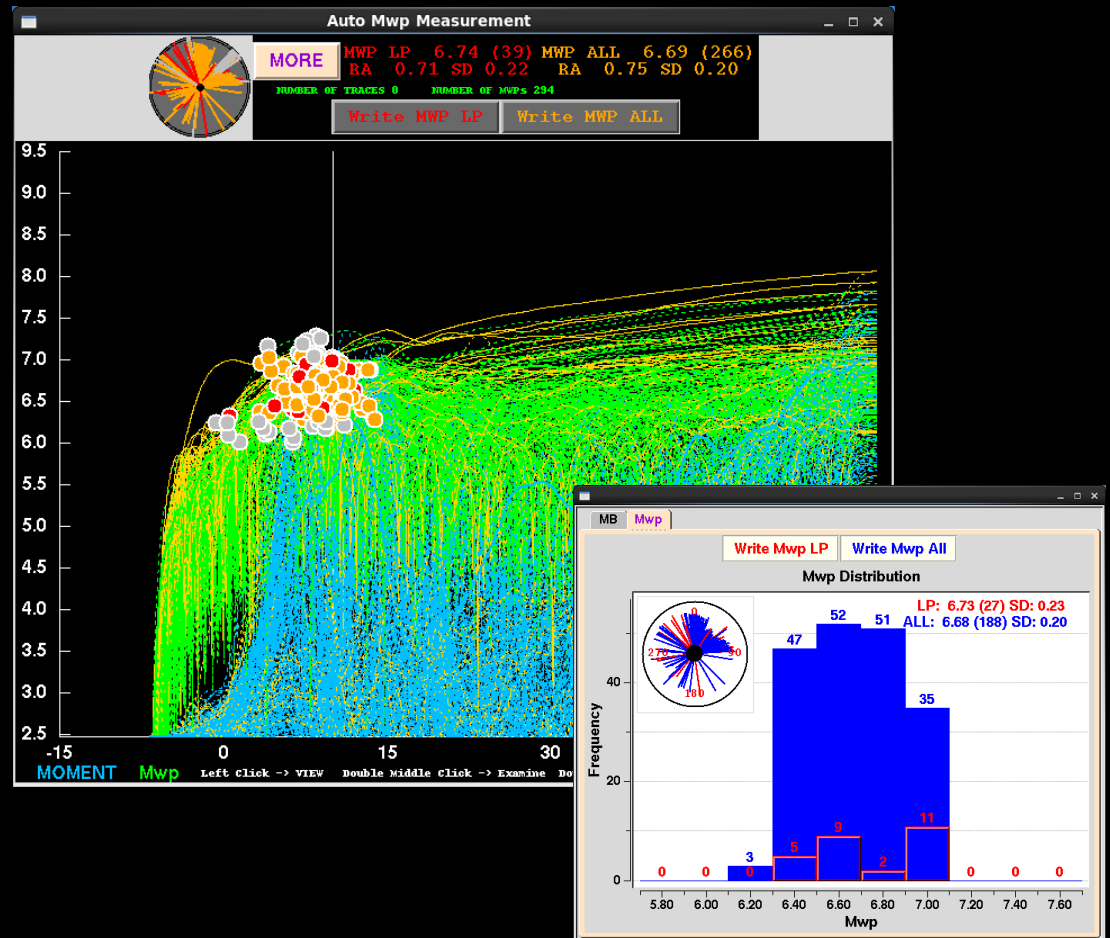 Auto Mwp Measurement
MORE
MWP LP 6.74 (39) MWP ALL 6.69 (266)
RA 0.71 SD 0.22 RA 0.75 SD 0.20
NUMBER OF TRACES 0 NUMBER OF MWPs 294
Write MWP LP Write MWP ALL
9.5
9.0
8.5
8.0
7.5
7.0
6.5
6.0
5.5
5.0
4.5
4.0
3.5
3.0
2.5
-15 0 15 30
MOMENT Mwp Left Click -> VIEW Double Middle Click -> Examine Do
MB Mwp
Write Mwp LP Write Mwp All
Mwp Distribution
LP: 6.73 (27) SD: 0.23
ALL: 6.68 (188) SD: 0.20
0
270 90
180
52
51
47
35
3
11
9
5
2
0 0 0 0 0 0 0
40
20
0
Frequency
5.80 6.00 6.20 6.40 6.60 6.80 7.00 7.20 7.40 7.60
Mwp